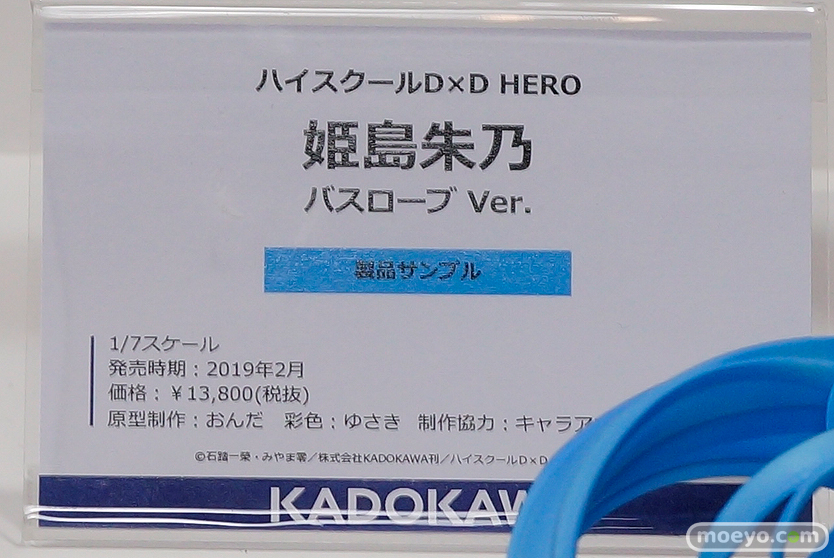 ハイスクールD×D HERO
姫島朱乃
バスローブ Ver.
製品サンプル
1/7スケール
発売時期：2019年2月
価格：￥13,800(税抜)
原型制作：おんだ 彩色：ゆさき 制作協力：キャラア
©石踏一榮・みやま零／株式会社KADOKAWA刊／ハイスクールD×D
KADOKAW
moeyo.com